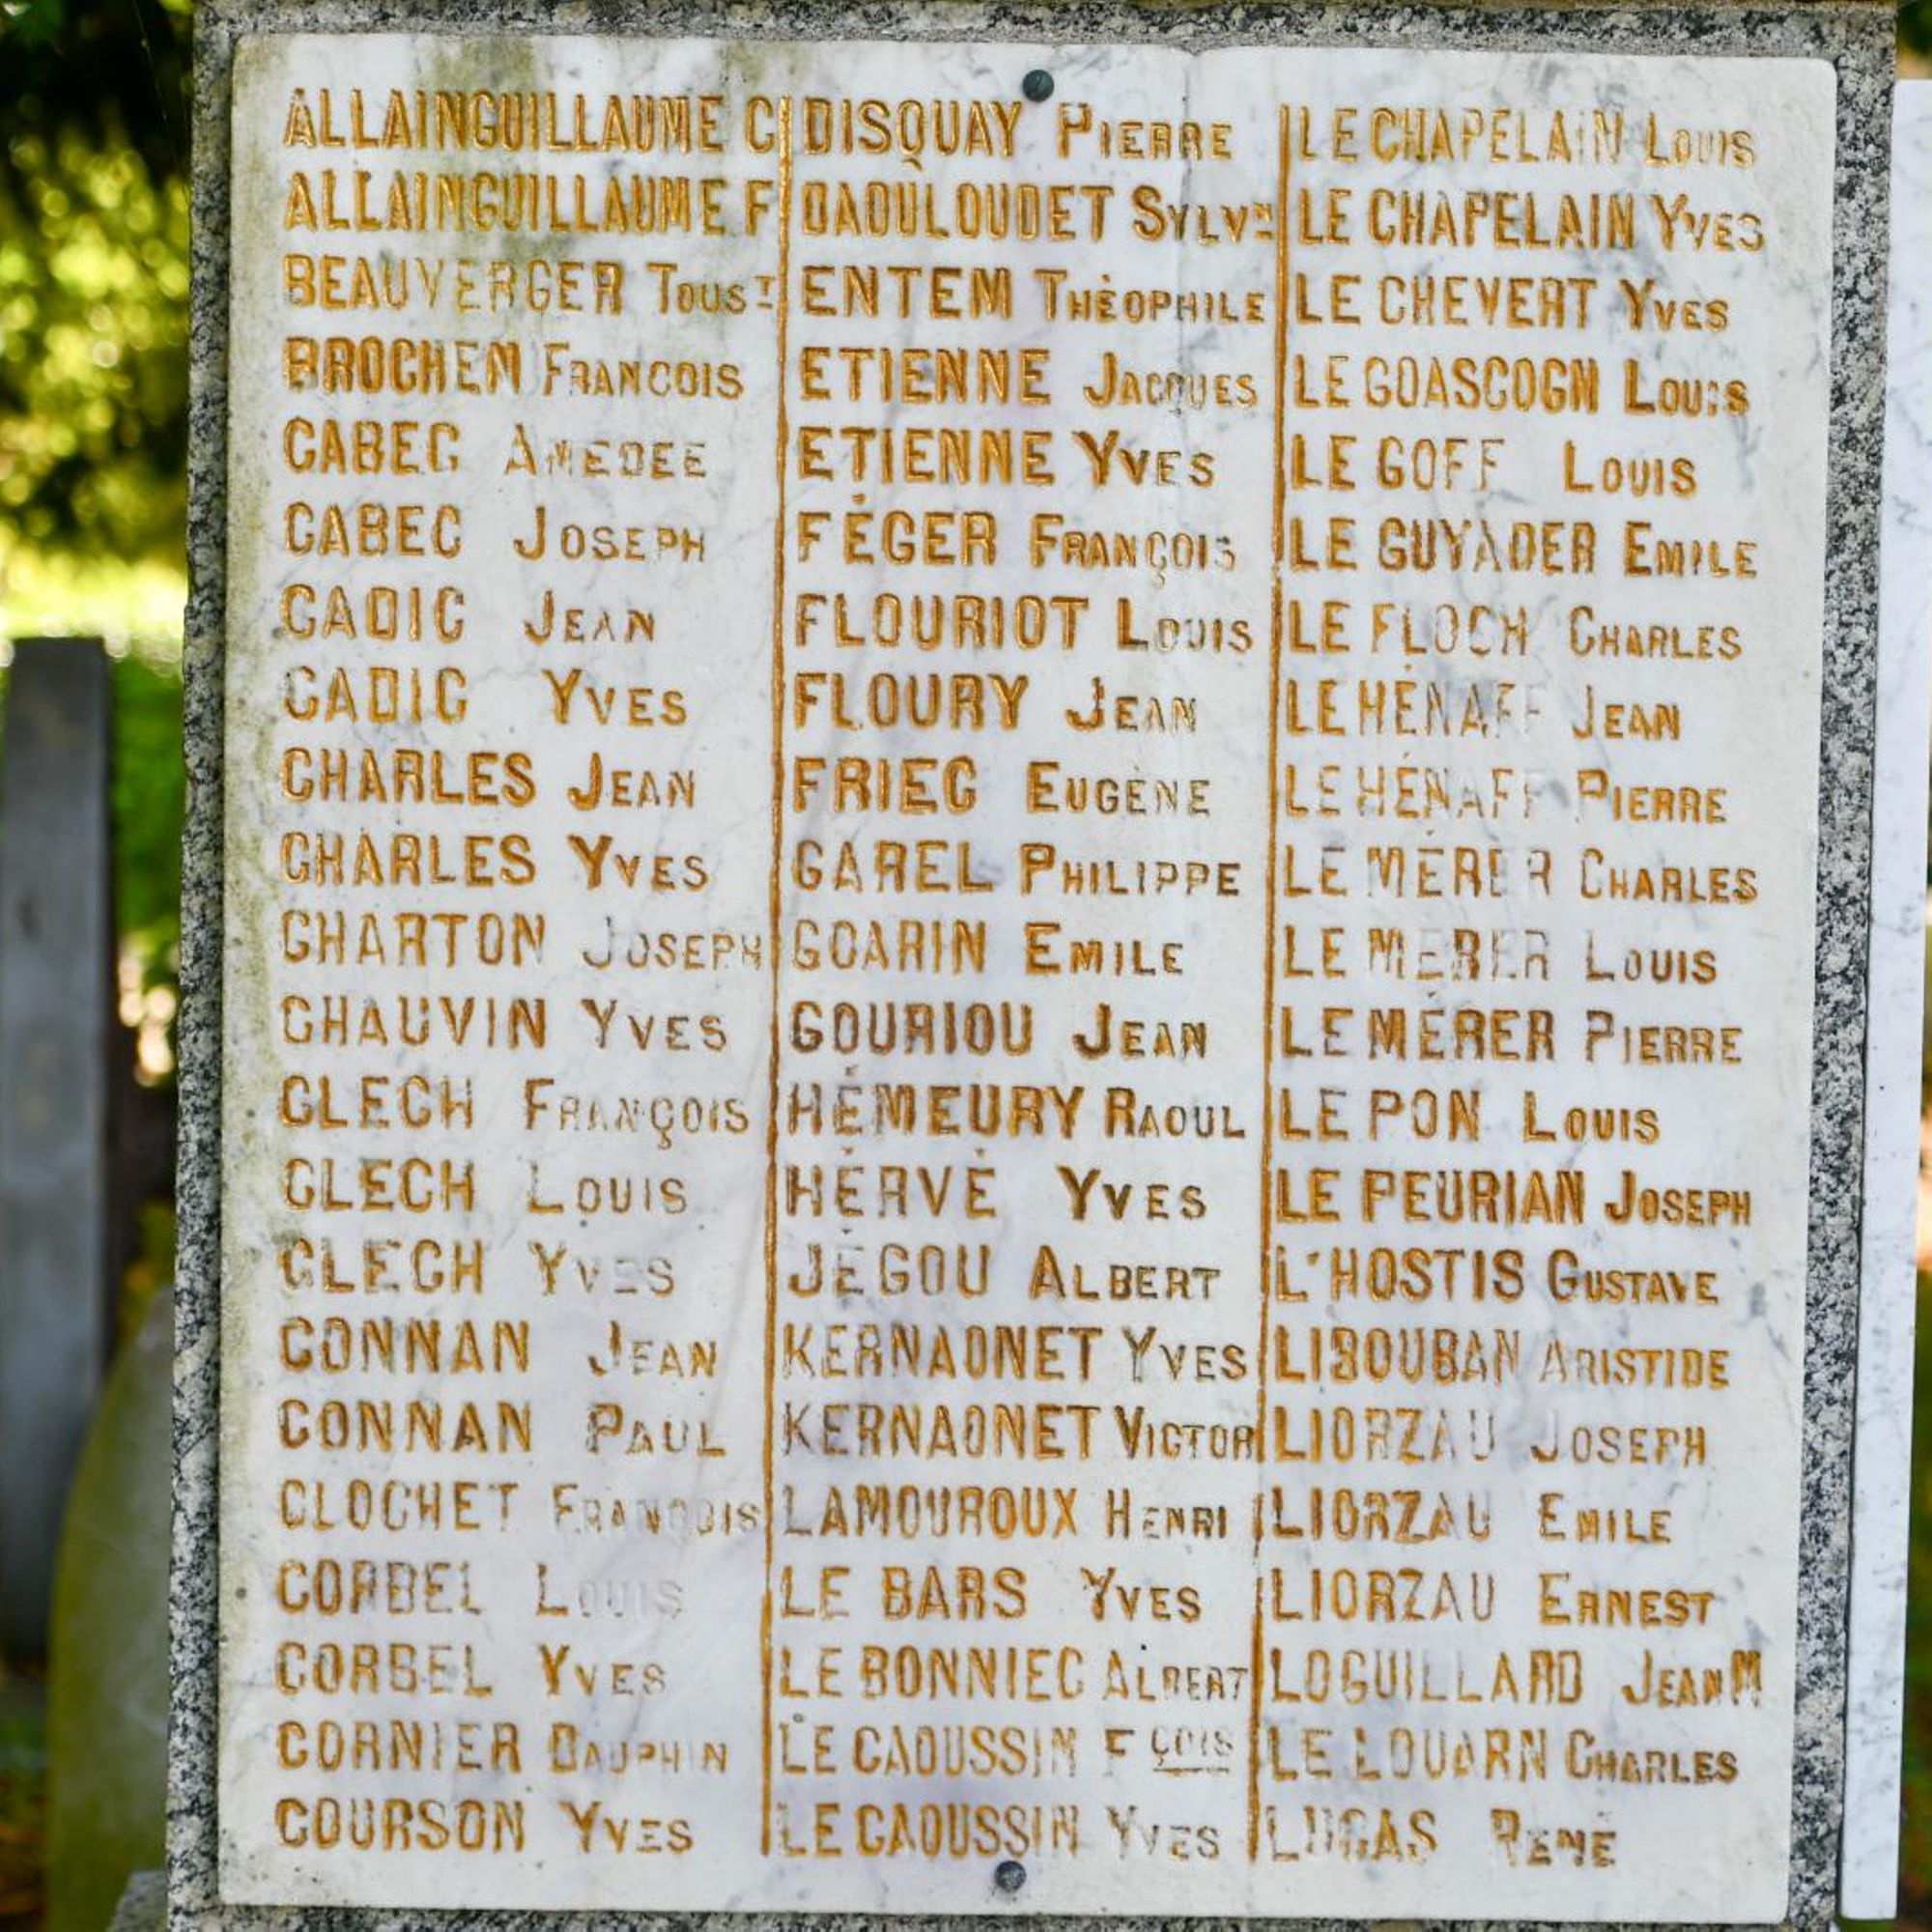 ALLAINGUILLAUME C
ALLAINGUILLAUME F
BEAUVERGER TOUST
BROCHEN FRANCOIS
CABEC AMEDEE
CABEC JOSEPH
CADIC JEAN
CADIC YVES
CHARLES JEAN
CHARLES YVES
CHARTON JOSEPH
CHAUVIN YVES
CLECH FRANÇOIS
CLECH LOUIS
CLECH YVES
CONNAN JEAN
CONNAN PAUL
CLOCHET FRANCOIS
CORBEL LOUIS
CORBEL YVES
CORNIER DAUPHIN
COURSON YVES
DISQUAY PIERRE
DAOULOUDET SYLVN
ENTEM THÉOPHILE
ETIENNE JACQUES
ETIENNE YVES
FÉGER FRANÇOIS
FLOURIOT LOUIS
FLOURY JEAN
FRIEC EUGÈNE
GAREL PHILIPPE
GOARIN EMILE
GOURIOU JEAN
HÉMEURY RAOUL
HÉRVÉ YVES
JÉGOU ALBERT
KERNAONET YVES
KERNAONET VICTOR
LAMOUROUX HENRI
LE BARS YVES
LE BONNIEC ALBERT
LE CAOUSSIN FÇOIS
LE CAOUSSIN YVES
LE CHAPELAIN LOUIS
LE CHAPELAIN YVES
LE CHEVERT YVES
LE GOASCOGN LOUIS
LE GOFF LOUIS
LE GUYADER EMILE
LE FLOCH CHARLES
LE HÉNAFF JEAN
LE HÉNAFF PIERRE
LE MÉRER CHARLES
LE MERER LOUIS
LE MÉRER PIERRE
LE PON LOUIS
LE PEURIAN JOSEPH
L'HOSTIS GUSTAVE
LIBOUBAN ARISTIDE
LIORZAU JOSEPH
LIORZAU EMILE
LIORZAU ERNEST
LOGUILLARD JEAN M
LE LOUARN CHARLES
LUCAS RENÉ